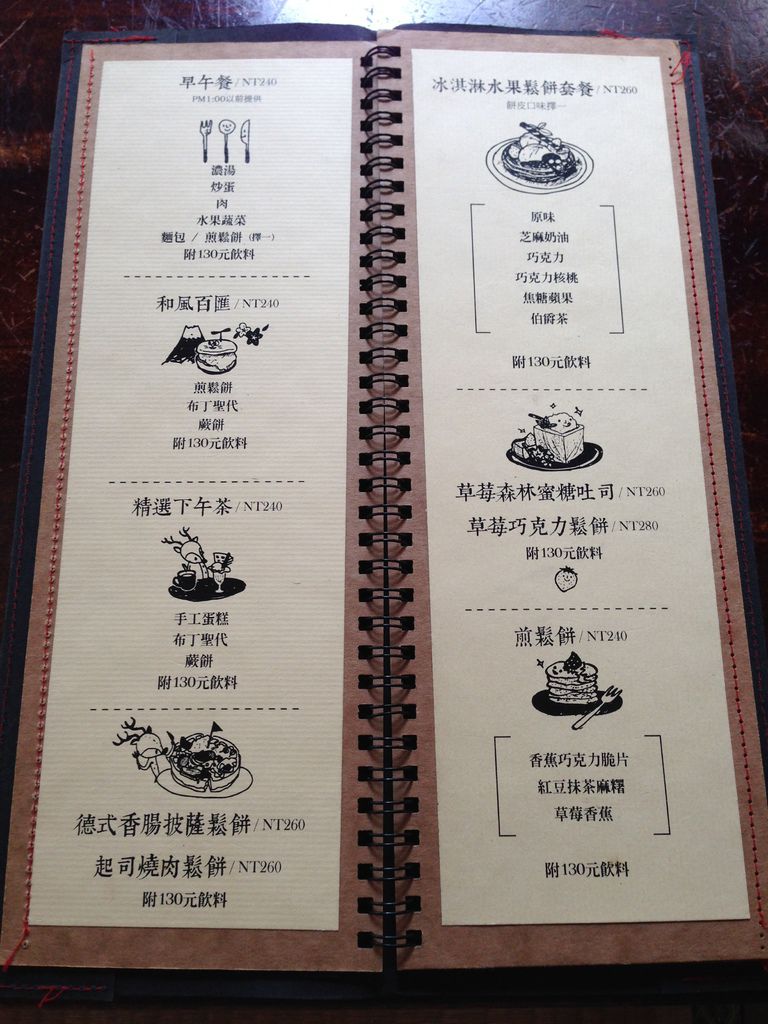 早午餐 / NT240
PM1:00以前提供
濃湯
炒蛋
肉
水果蔬菜
麵包 / 煎鬆餅 (擇一)
附130元飲料
和風百匯 / NT240
煎鬆餅
布丁聖代
蕨餅
附130元飲料
精選下午茶 / NT240
手工蛋糕
布丁聖代
蕨餅
附130元飲料
德式香腸披薩鬆餅 / NT260
起司燒肉鬆餅 / NT260
附130元飲料
冰淇淋水果鬆餅套餐 / NT260
餅皮口味擇一
原味
芝麻奶油
巧克力
巧克力核桃
焦糖蘋果
伯爵茶
附130元飲料
草莓森林蜜糖吐司 / NT260
草莓巧克力鬆餅 / NT280
附130元飲料
煎鬆餅 / NT240
香蕉巧克力脆片
紅豆抹茶麻糬
草莓香蕉
附130元飲料